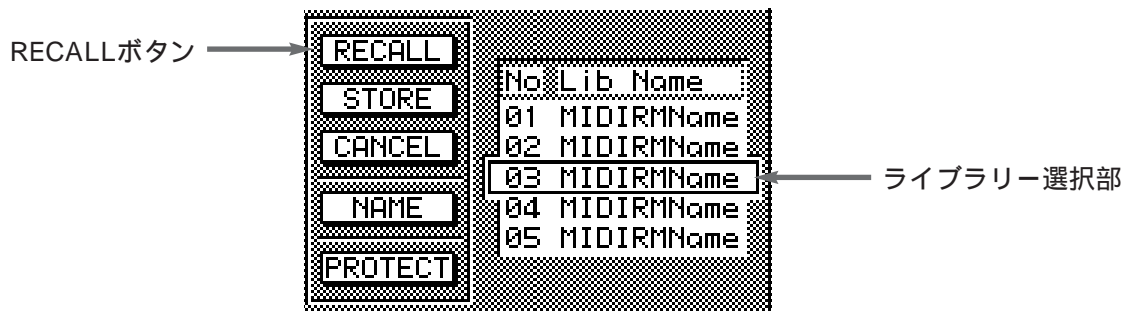 RECALLボタン
RECALL
STORE
CANCEL
NAME
PROTECT
No Lib Name
01 MIDIRMName
02 MIDIRMName
03 MIDIRMName
04 MIDIRMName
05 MIDIRMName
ライブラリー選択部